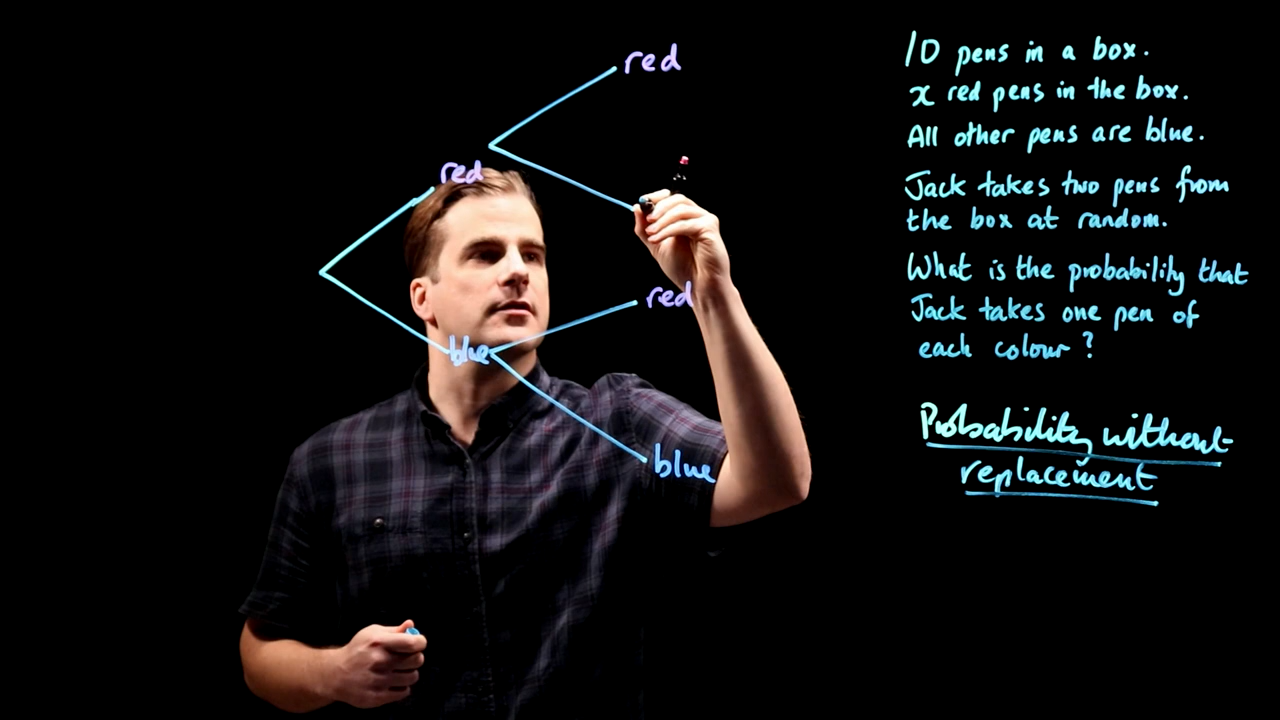 red
red
blue
red
blue
10 pens in a box.
x red pens in the box.
All other pens are blue.
Jack takes two pens from
the box at random.
What is the probability that
Jack takes one pen of
each colour?
Probability without
replacement